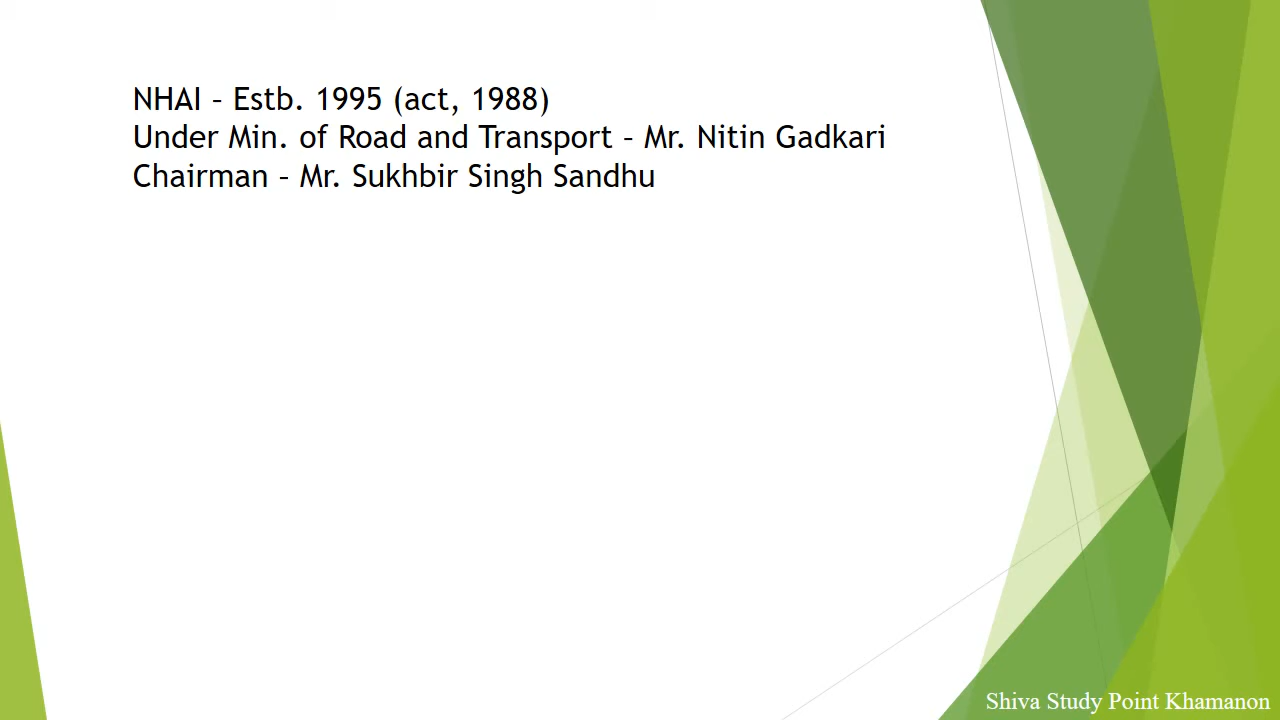 NHAI – Estb. 1995 (act, 1988)
Under Min. of Road and Transport – Mr. Nitin Gadkari
Chairman – Mr. Sukhbir Singh Sandhu
Shiva Study Point Khamanon